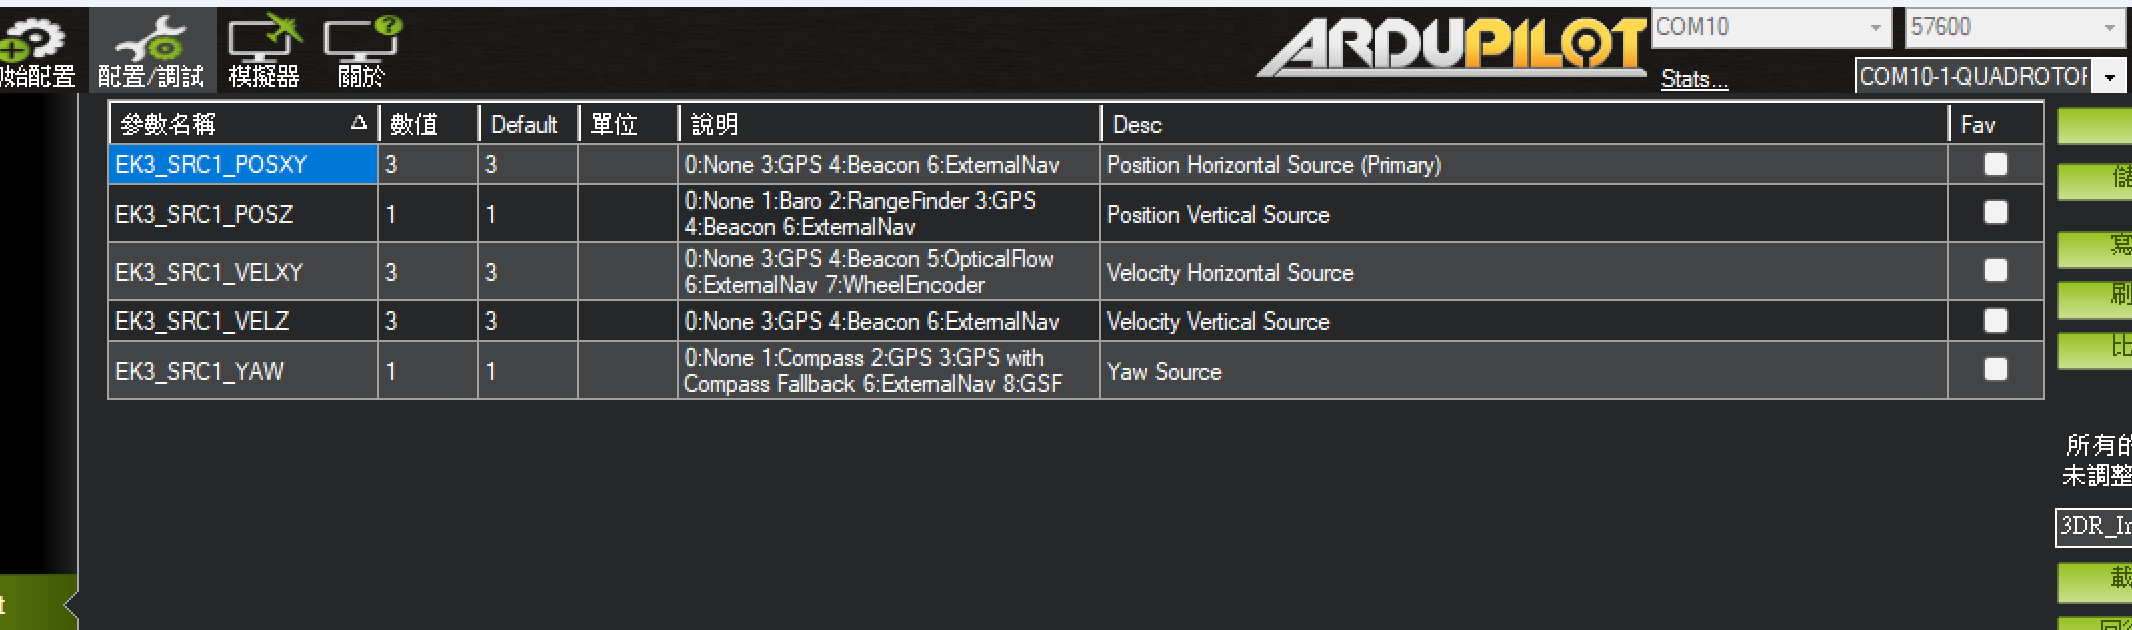 始配置
配置/調試
模擬器
關於
ARDUPILOT
COM10
57600
Stats...
COM10-1-QUADROTOR
參數名稱 數值 Default 單位 說明 Desc Fav
EK3_SRC1_POSXY 3 3 0:None 3:GPS 4:Beacon 6:ExternalNav Position Horizontal Source (Primary)
EK3_SRC1_POSZ 1 1 0:None 1:Baro 2:RangeFinder 3:GPS
4:Beacon 6:ExternalNav Position Vertical Source
EK3_SRC1_VELXY 3 3 0:None 3:GPS 4:Beacon 5:OpticalFlow
6:ExternalNav 7:WheelEncoder Velocity Horizontal Source
EK3_SRC1_VELZ 3 3 0:None 3:GPS 4:Beacon 6:ExternalNav Velocity Vertical Source
EK3_SRC1_YAW 1 1 0:None 1:Compass 2:GPS 3:GPS with
Compass Fallback 6:ExternalNav 8:GSF Yaw Source
儲
寫
刷
比
所有的
未調整
3DR_Ir
載
t